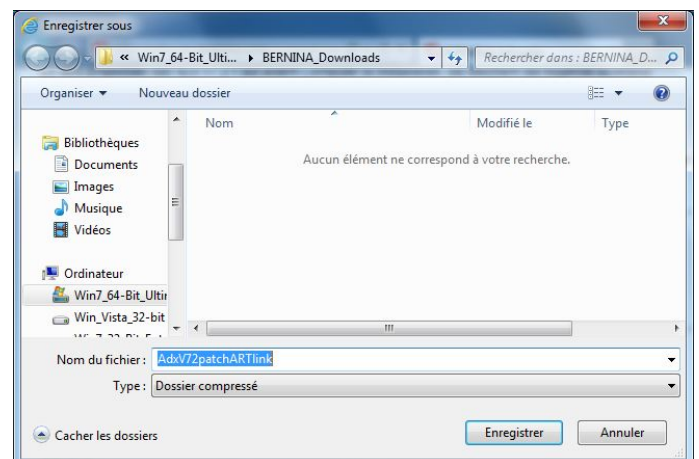 Enregistrer sous
« Win7_64-Bit_Ulti... ▸ BERNINA_Downloads
Rechercher dans : BERNINA_D...
Organiser
Nouveau dossier
Nom
Modifié le
Type
Aucun élément ne correspond à votre recherche.
Bibliothèques
Documents
Images
Musique
Vidéos
Ordinateur
Win7_64-Bit_Ultir
Win_Vista_32-bit
Nom du fichier : AdxV72patchARTlink
Type : Dossier compressé
Cacher les dossiers
Enregistrer
Annuler